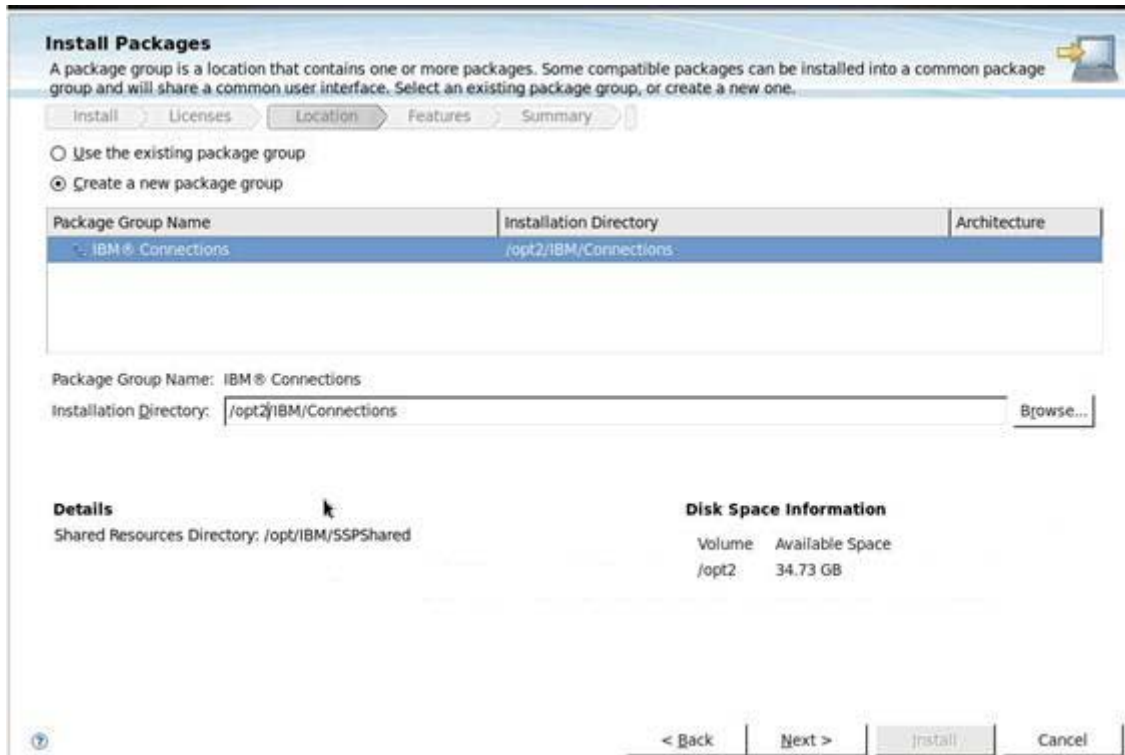 Install Packages
A package group is a location that contains one or more packages. Some compatible packages can be installed into a common package
group and will share a common user interface. Select an existing package group, or create a new one.
Install Licenses Location Features Summary
Use the existing package group
Create a new package group
Package Group Name Installation Directory Architecture
IBM® Connections /opt2/IBM/Connections
Package Group Name: IBM® Connections
Installation Directory: /opt2/IBM/Connections Browse...
Details Disk Space Information
Shared Resources Directory: /opt/IBM/SSPShared
Volume Available Space
/opt2 34.73 GB
? < Back Next > Install Cancel